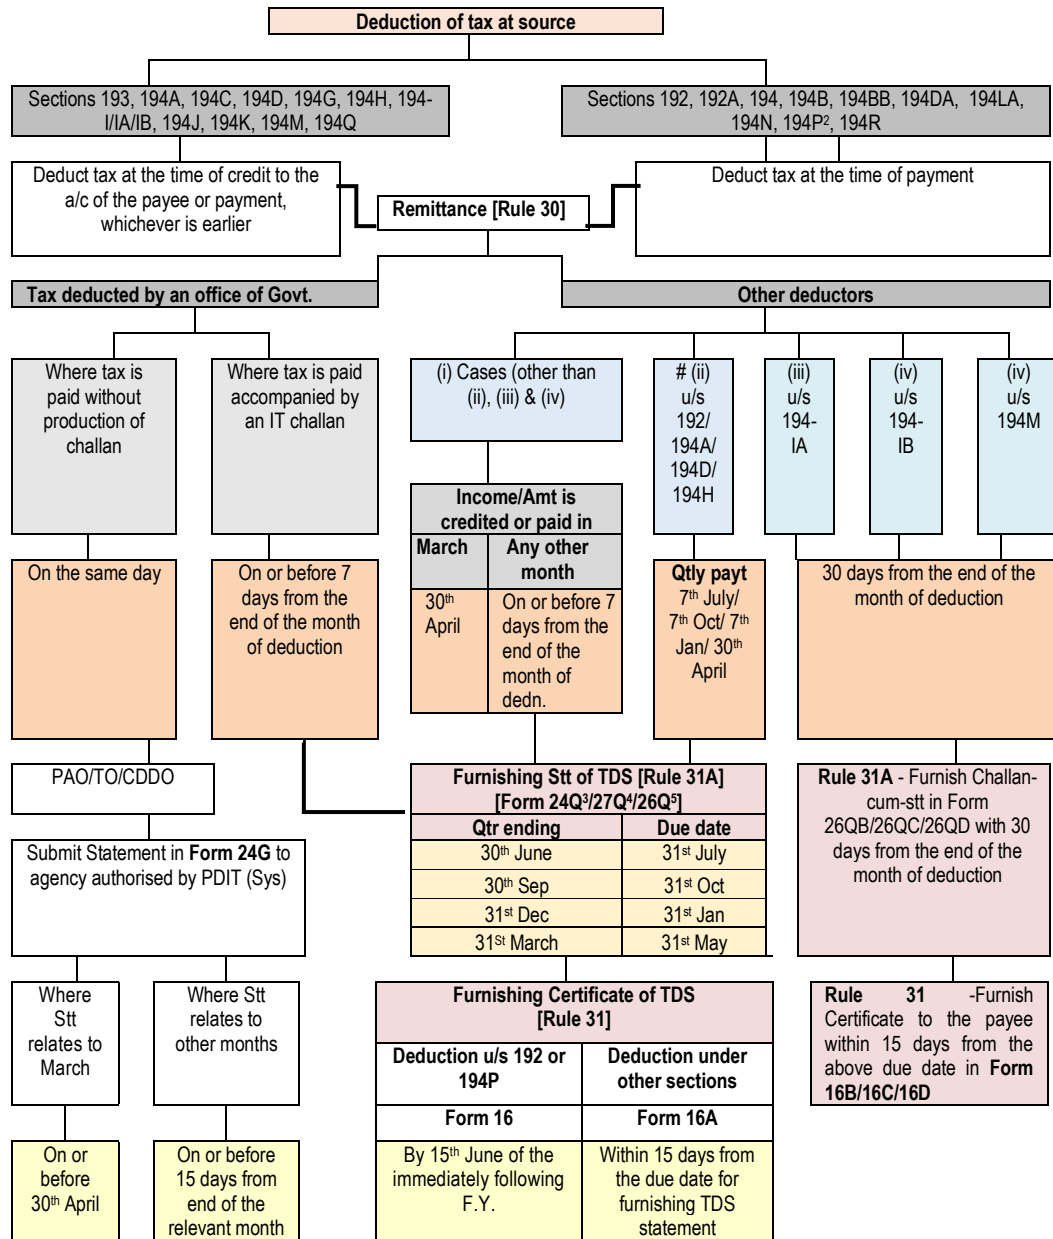 Deduction of tax at source
Sections 193, 194A, 194C, 194D, 194G, 194H, 194-
I/IA/IB, 194J, 194K, 194M, 194Q
Sections 192, 192A, 194, 194B, 194BB, 194DA, 194LA,
194N, 194P², 194R
Deduct tax at the time of credit to the
a/c of the payee or payment,
whichever is earlier
Deduct tax at the time of payment
Remittance [Rule 30]
Tax deducted by an office of Govt.
Other deductors
Where tax is
paid without
production of
challan
Where tax is paid
accompanied by
an IT challan
(i) Cases (other than
(ii), (iii) & (iv)
# (ii)
u/s
192/
194A/
194D/
194H
(iii)
u/s
194-
IA
(iv)
u/s
194-
IB
(iv)
u/s
194M
Income/Amt is
credited or paid in
March
Any other
month
On the same day
On or before 7
days from the
end of the month
of deduction
30th
April
On or before 7
days from the
end of the
month of
dedn.
Qtly payt
7th July/
7th Oct/ 7th
Jan/ 30th
April
30 days from the end of the
month of deduction
PAO/TO/CDDO
Furnishing Stt of TDS [Rule 31A]
[Form 24Q³/27Q⁴/26Q⁵]
Qtr ending
Due date
30th June
31st July
30th Sep
31st Oct
31st Dec
31st Jan
31St March
31st May
Rule 31A - Furnish Challan-
cum-stt in Form
26QB/26QC/26QD with 30
days from the end of the
month of deduction
Submit Statement in Form 24G to
agency authorised by PDIT (Sys)
Where
Stt
relates to
March
Where Stt
relates to
other months
Furnishing Certificate of TDS
[Rule 31]
Deduction u/s 192 or
194P
Deduction under
other sections
Form 16
Form 16A
Rule 31 -Furnish
Certificate to the payee
within 15 days from the
above due date in Form
16B/16C/16D
On or
before
30th April
On or before
15 days from
end of the
relevant month
By 15th June of the
immediately following
F.Y.
Within 15 days from
the due date for
furnishing TDS
statement